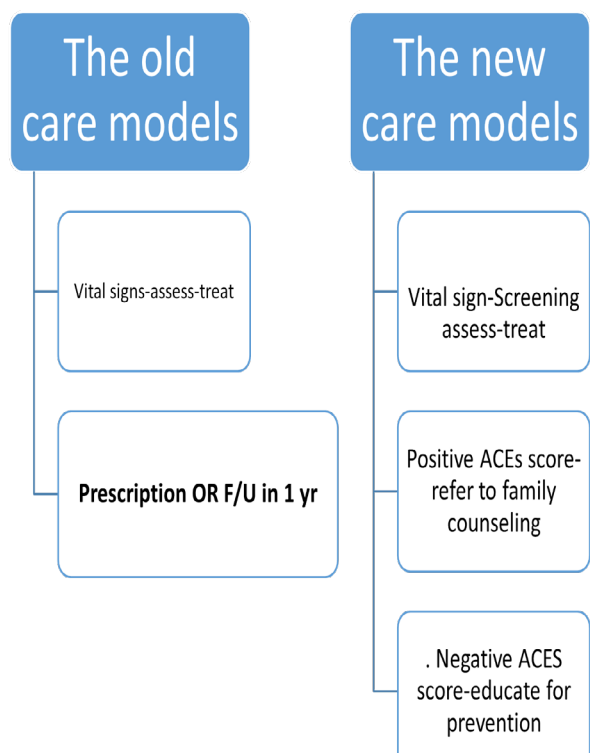 The old
care models
Vital signs-assess-treat
Prescription OR F/U in 1 yr
The new
care models
Vital sign-Screening
assess-treat
Positive ACEs score-
refer to family
counseling
. Negative ACES
score-educate for
prevention